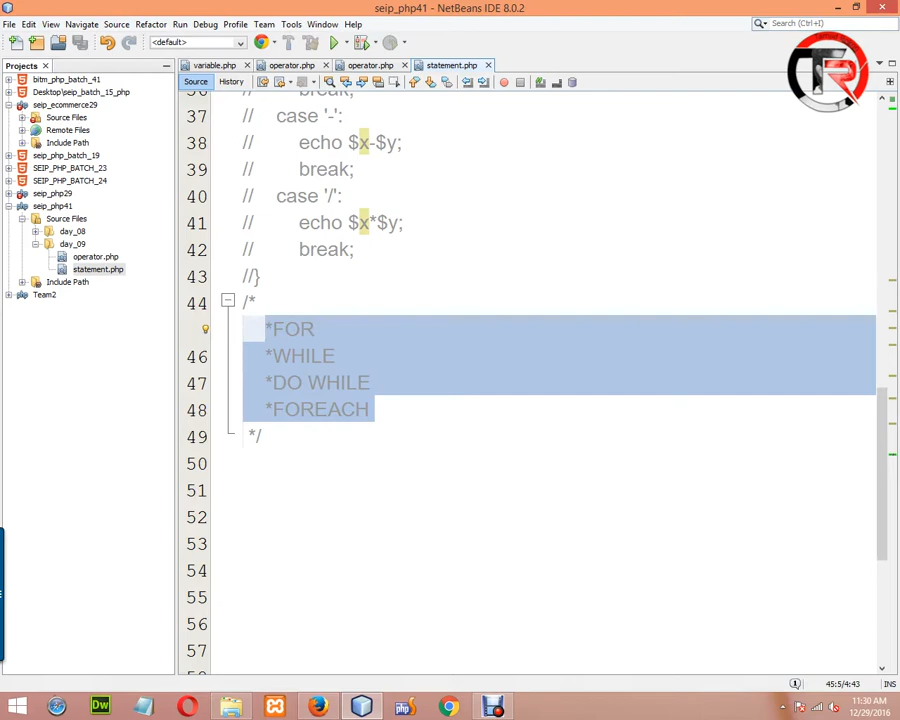 seip_php41 - NetBeans IDE 8.0.2
File Edit View Navigate Source Refactor Run Debug Profile Team Tools Window Help
Search (Ctrl+I)
<default>
Projects
variable.php operator.php operator.php statement.php
Source History
bitm_php_batch_41
Desktop\seip_batch_15_php
seip_ecommerce29
Source Files
Remote Files
Include Path
seip_php_batch_19
SEIP_PHP_BATCH_23
SEIP_PHP_BATCH_24
seip_php29
seip_php41
Source Files
day_08
day_09
operator.php
statement.php
Include Path
Team2
36 // break;
37 // case '-':
38 // echo $x-$y;
39 // break;
40 // case '/':
41 // echo $x*$y;
42 // break;
43 //}
44 /*
*FOR
46 *WHILE
47 *DO WHILE
48 *FOREACH
49 */
50
51
52
53
54
55
56
57
45:5/4:43 INS
Dw
php
11:30 AM
12/29/2016